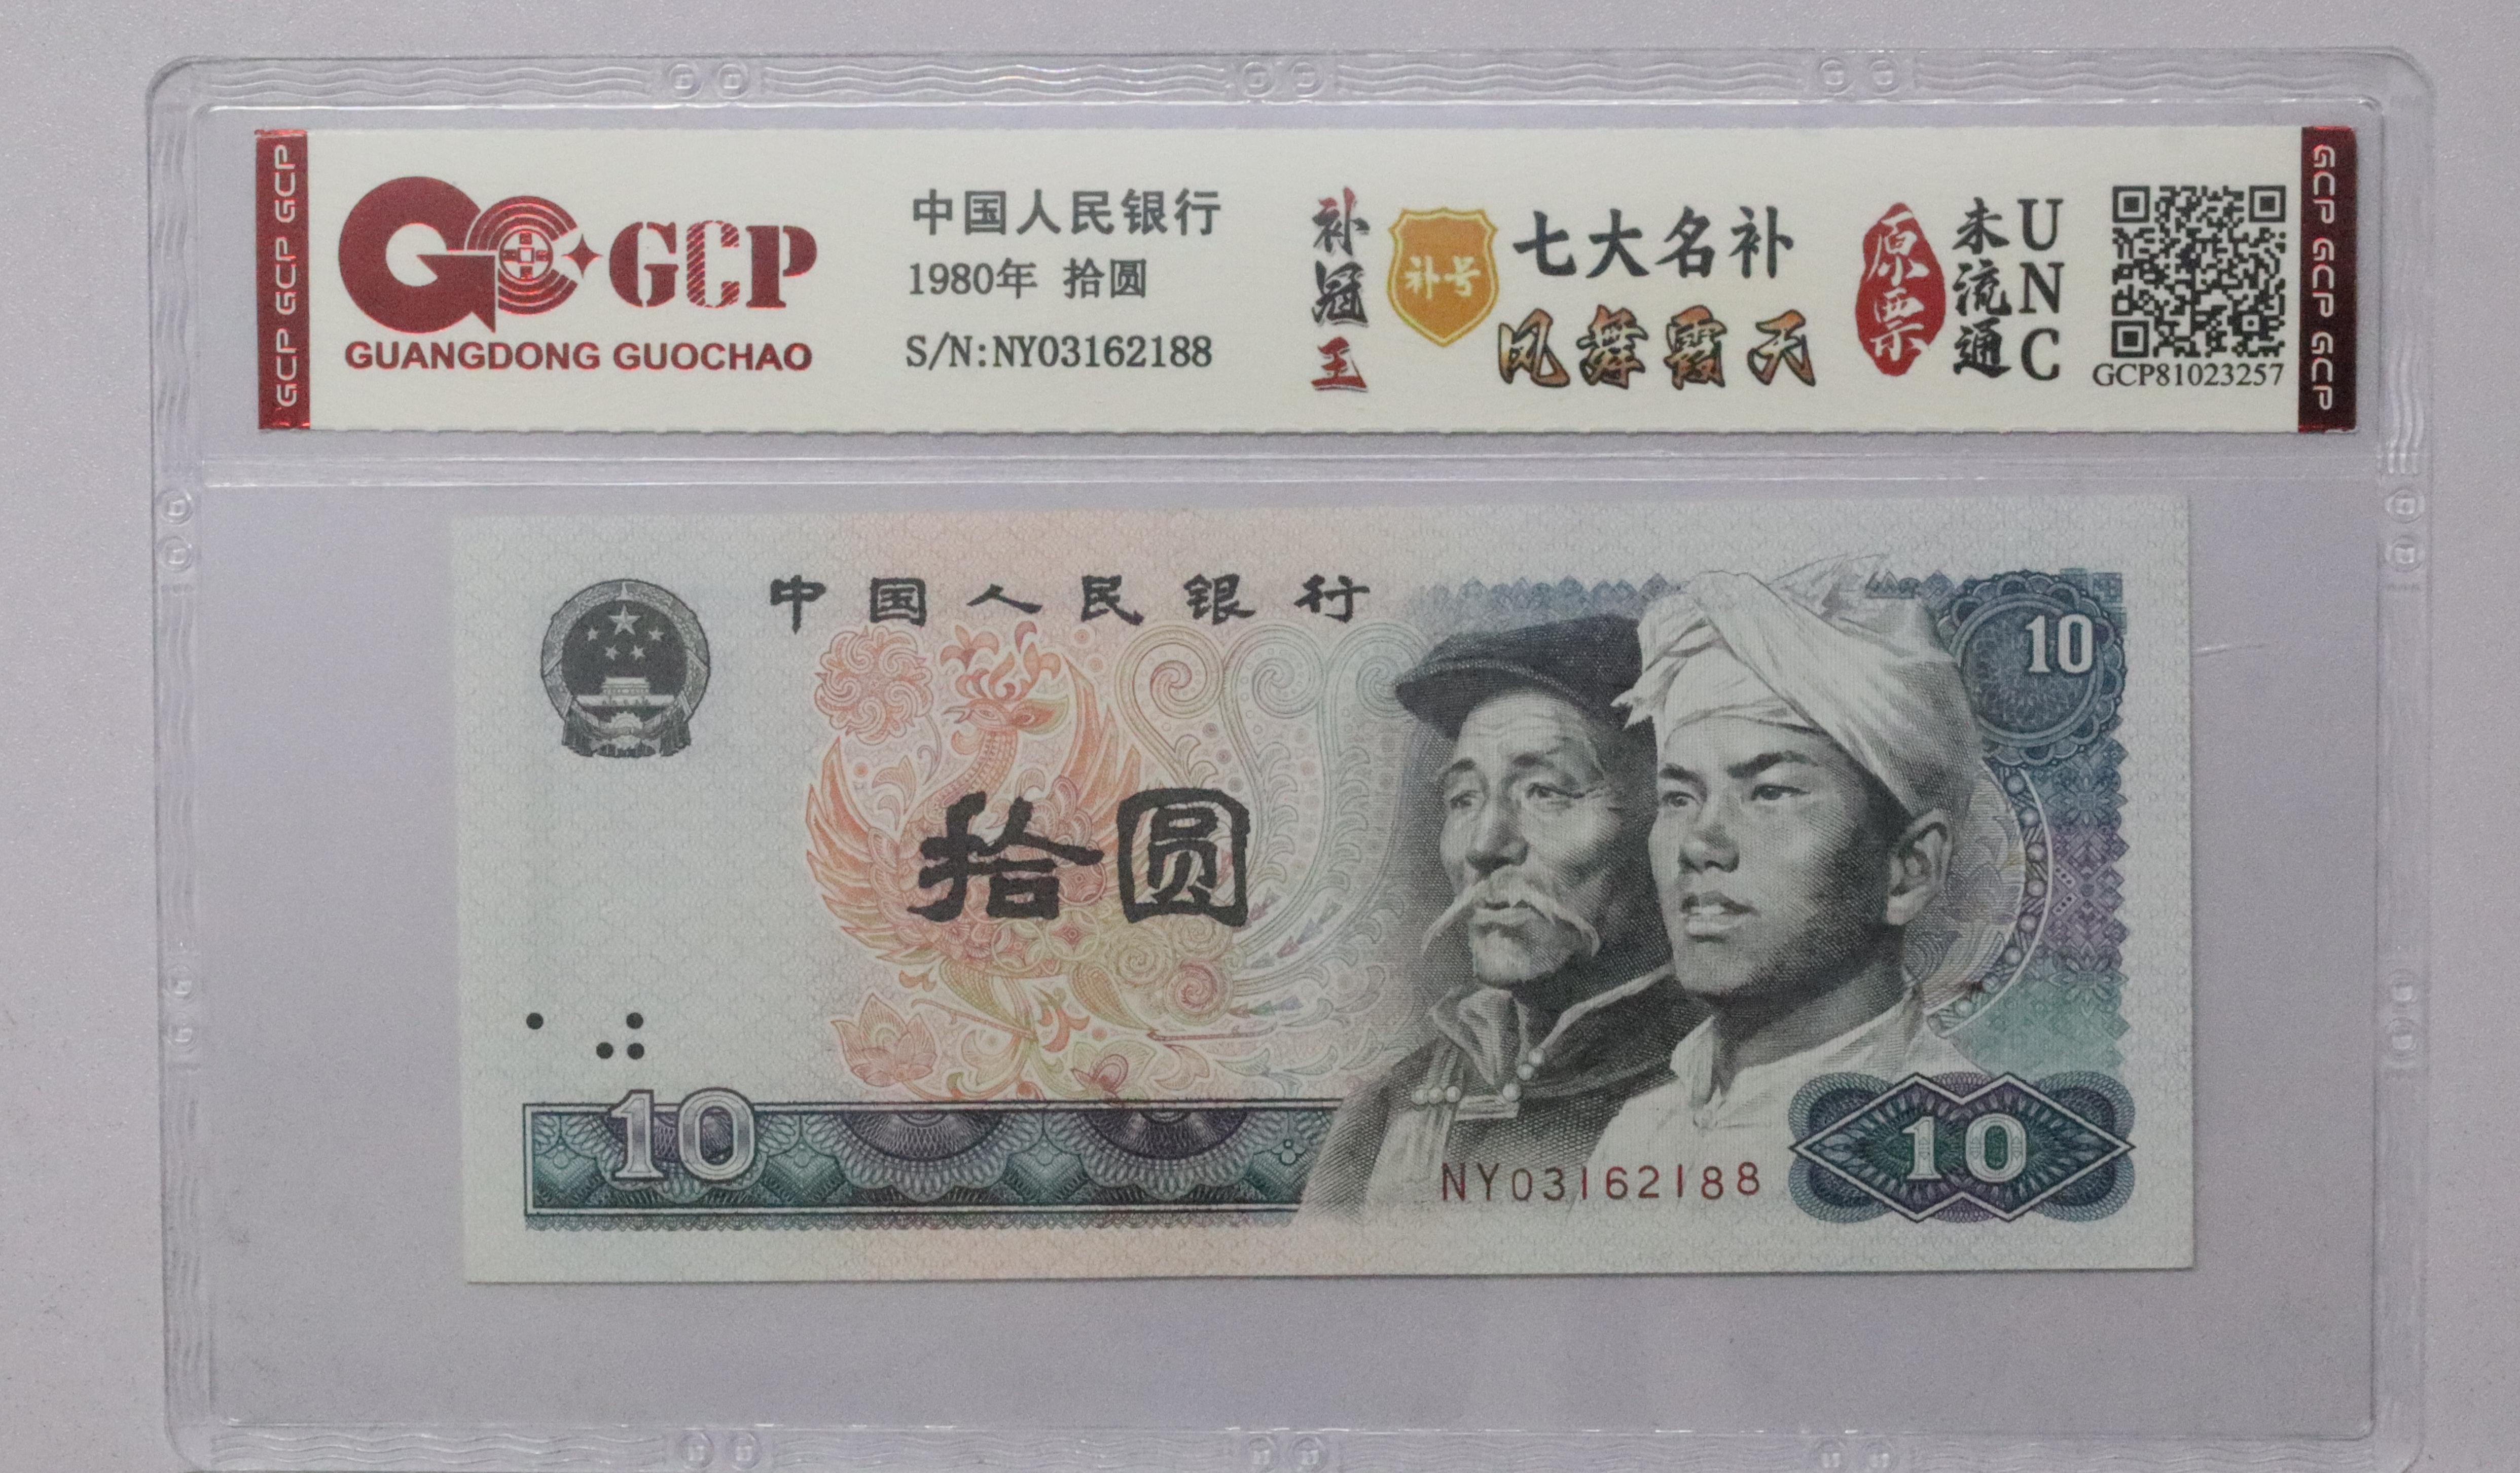 GCP GCP GCP
GCP
GUANGDONG GUOCHAO
中国人民银行
1980年 拾圆
S/N:NY03162188
补冠王
补号
七大名补
凤舞霞天
原票
未流通
UNC
GCP81023257
GCP GCP GCP
中国人民银行
10
拾圆
10
NY03162188
10